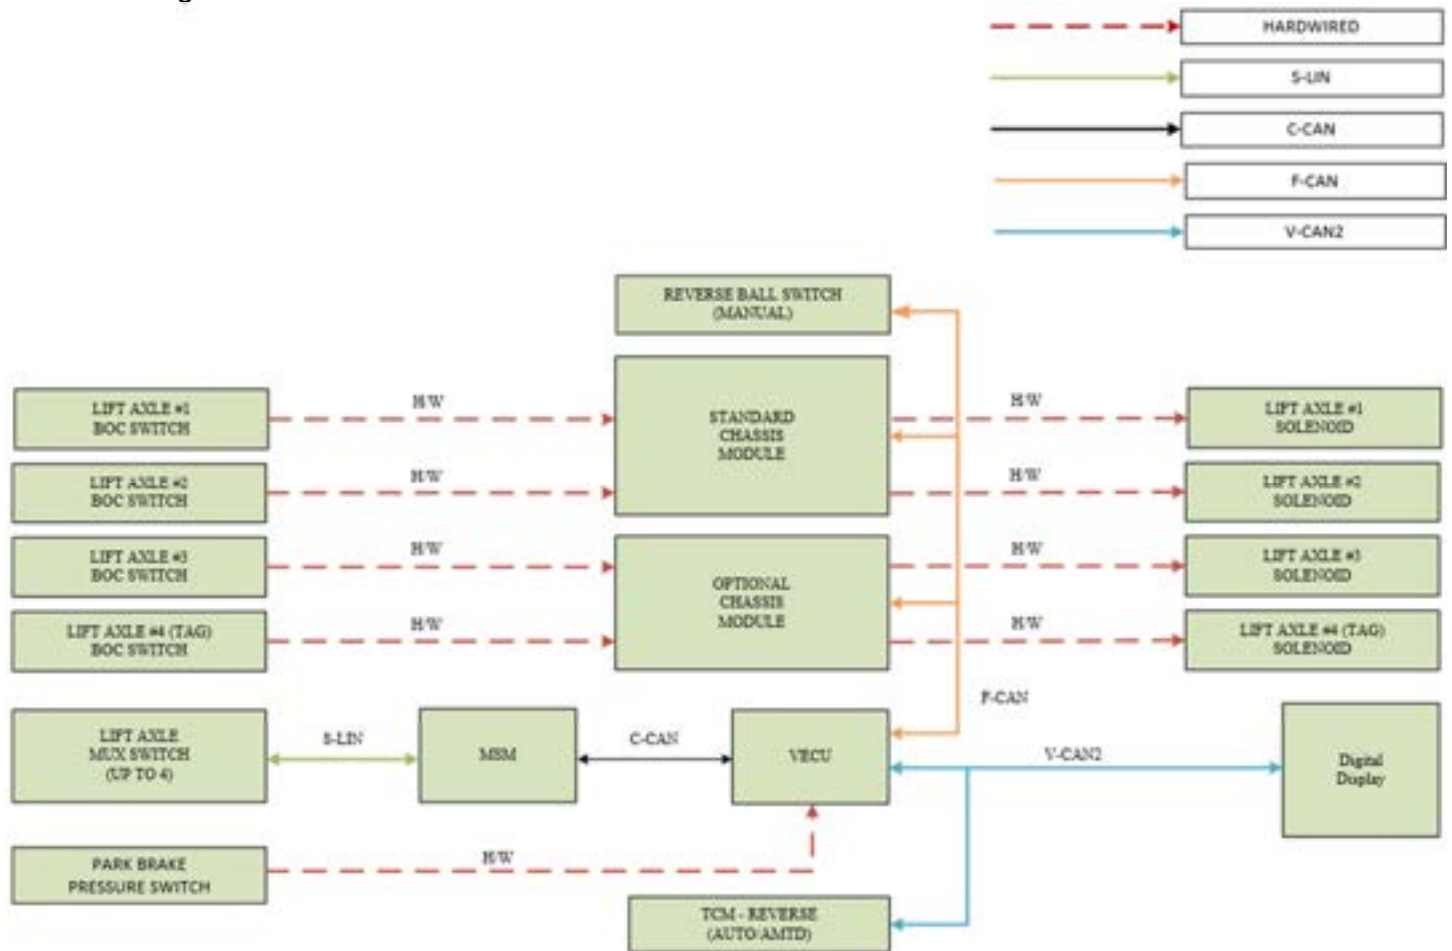 HARDWIRED
S-LIN
C-CAN
F-CAN
V-CAN2
REVERSE BALL SWITCH
(MANUAL)
LIFT AXLE #1
BOC SWITCH
H/W
STANDARD
CHASSIS
MODULE
H/W
LIFT AXLE #1
SOLENOID
LIFT AXLE #2
BOC SWITCH
H/W
H/W
LIFT AXLE #2
SOLENOID
LIFT AXLE #3
BOC SWITCH
H/W
OPTIONAL
CHASSIS
MODULE
H/W
LIFT AXLE #3
SOLENOID
LIFT AXLE #4 (TAG)
BOC SWITCH
H/W
H/W
LIFT AXLE #4 (TAG)
SOLENOID
F-CAN
LIFT AXLE
MUX SWITCH
(UP TO 4)
S-LIN
MSM
C-CAN
VECU
V-CAN2
Digital
Display
PARK BRAKE
PRESSURE SWITCH
H/W
TCM - REVERSE
(AUTO/AMTD)